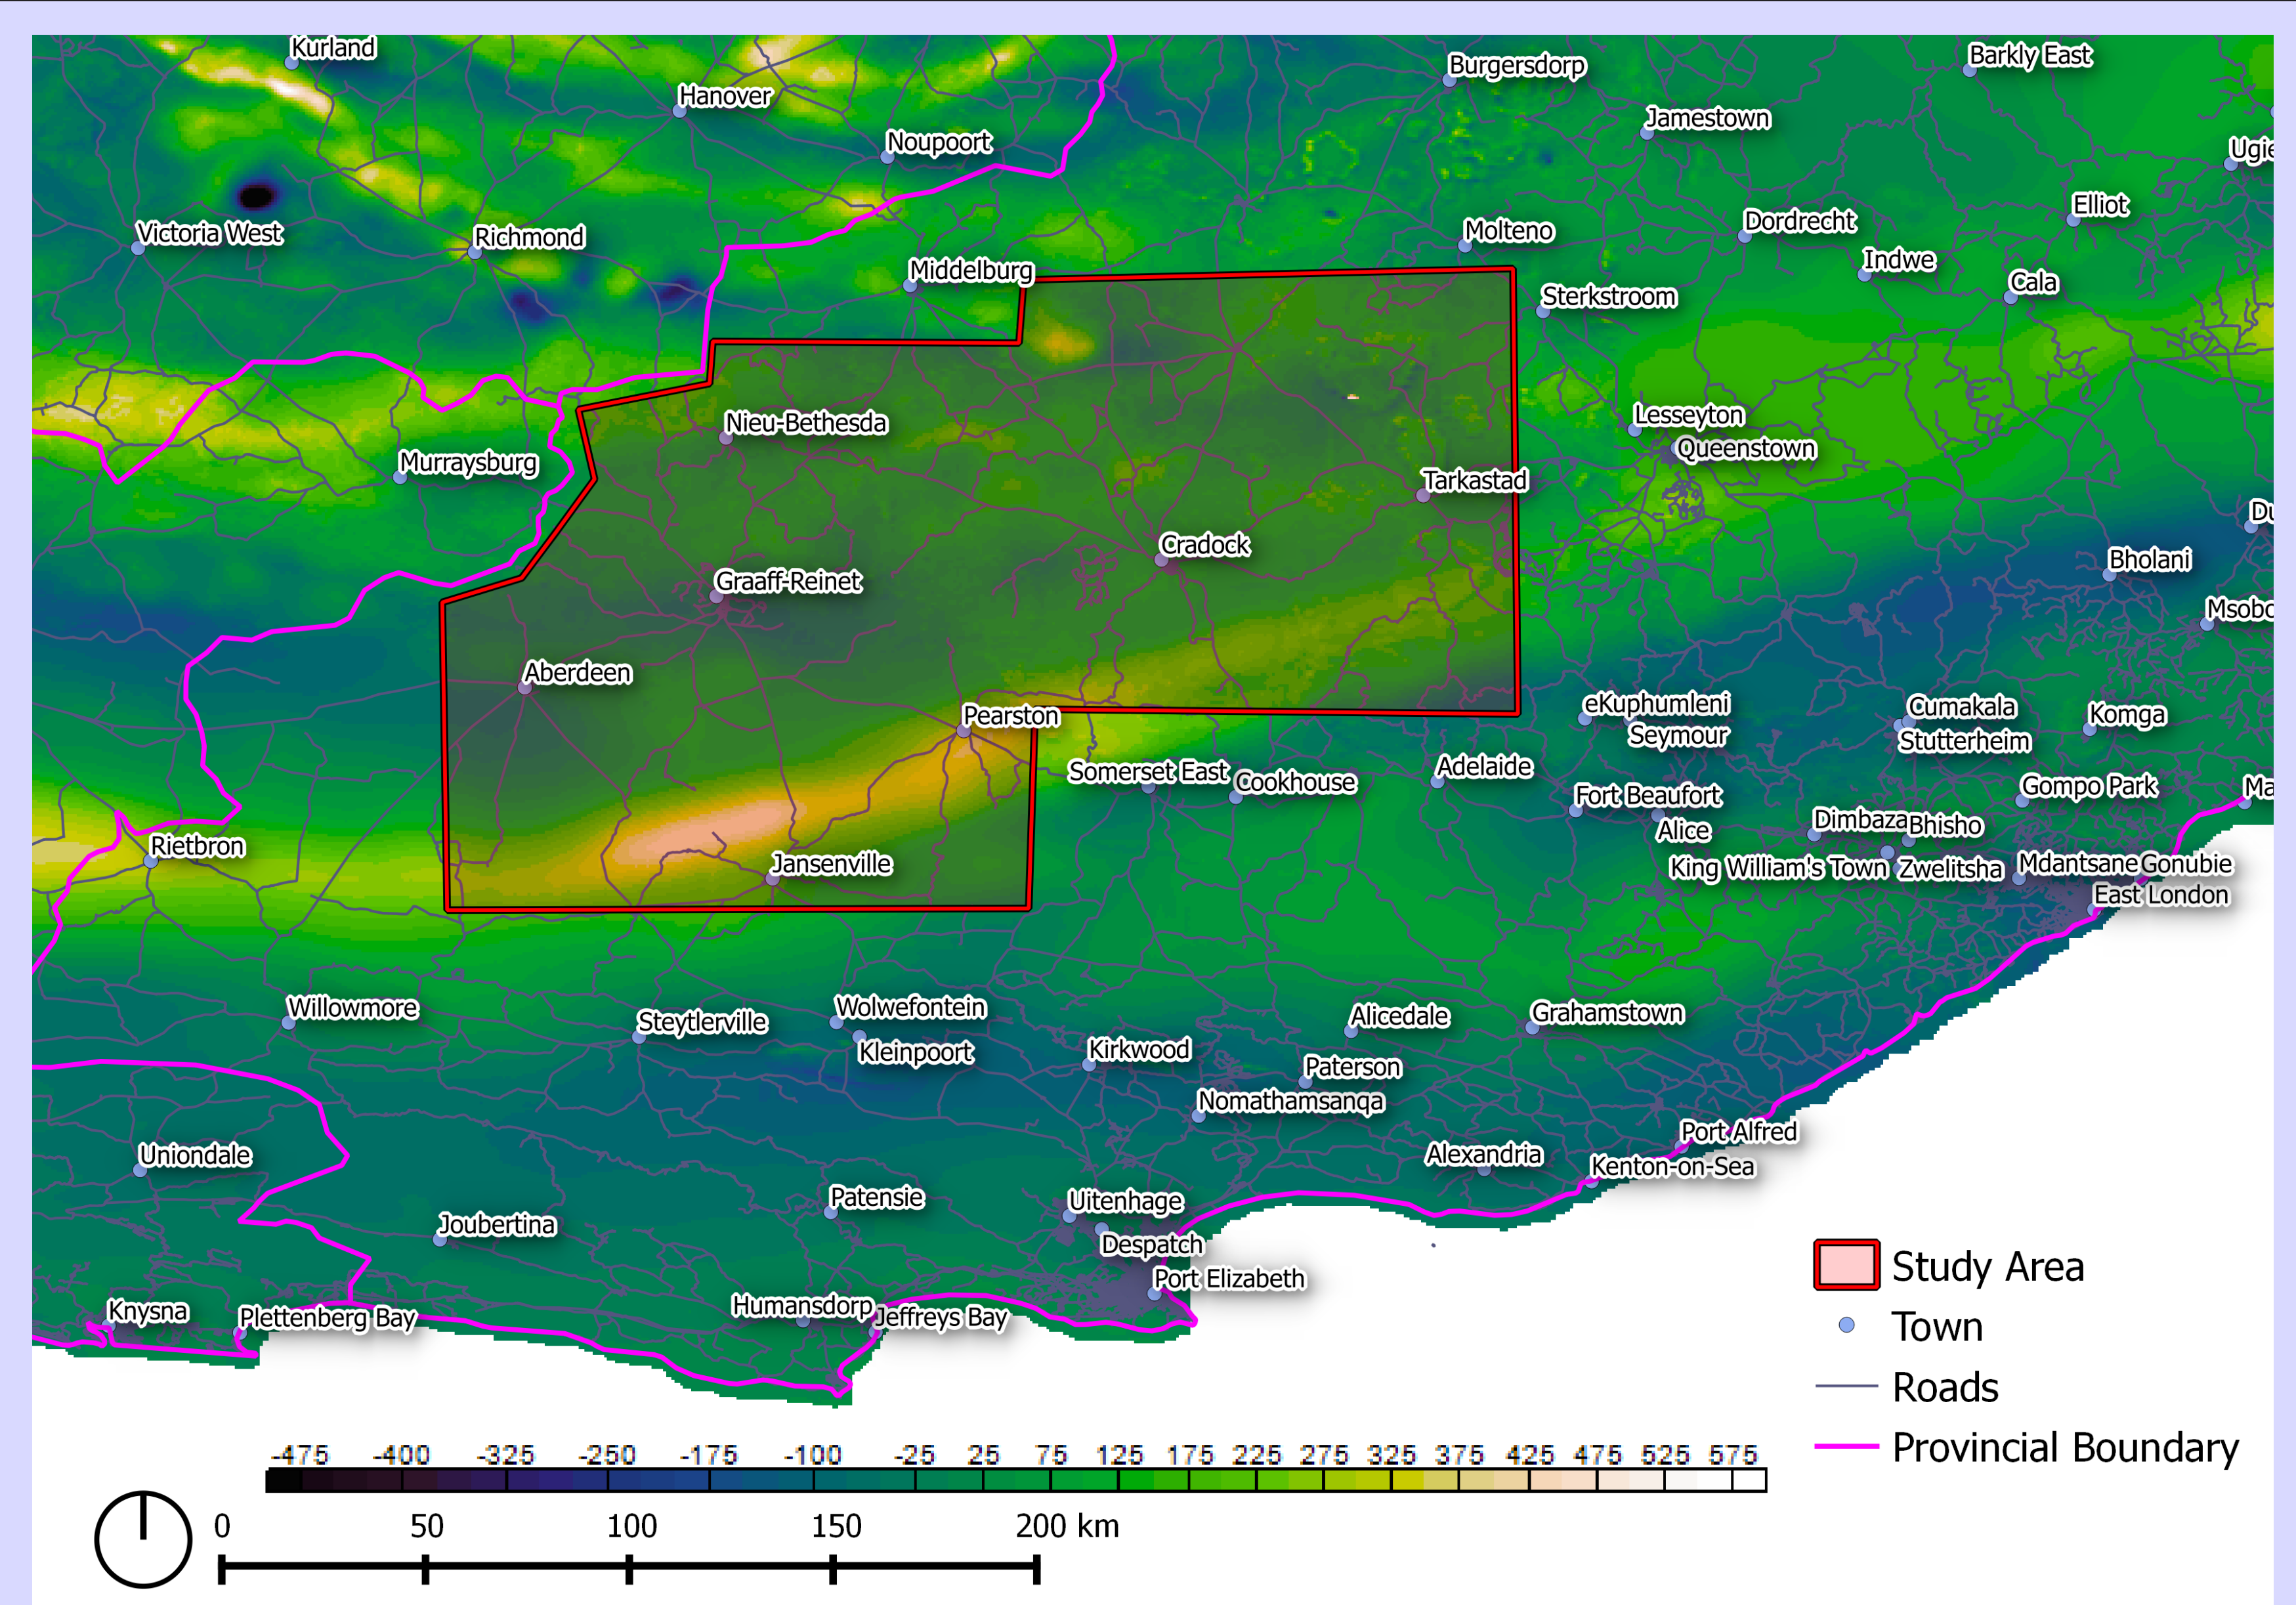 Kurland
Hanover
Noupoort
Burgersdorp
Barkly East
Jamestown
Ugie
Victoria West
Richmond
Middelburg
Molteno
Dordrecht
Elliot
Indwe
Cala
Sterkstroom
Nieu-Bethesda
Murraysburg
Lesseyton
Queenstown
Tarkastad
Cradock
Graaff-Reinet
Aberdeen
Bholani
Pearston
eKuphumleni
Seymour
Cumakala
Stutterheim
Komga
Somerset East
Cookhouse
Adelaide
Fort Beaufort
Alice
Gompo Park
Rietbron
Jansenville
Dimbaza
Bhisho
King William's Town
Zwelitsha
Mdantsane
Gonubie
East London
Willowmore
Steytlerville
Wolwefontein
Kleinpoort
Kirkwood
Alicedale
Grahamstown
Paterson
Nomathamsanqa
Uniondale
Joubertina
Patensie
Uitenhage
Despatch
Port Elizabeth
Alexandria
Port Alfred
Kenton-on-Sea
Knysna
Plettenberg Bay
Humansdorp
Jeffreys Bay
Study Area
Town
Roads
Provincial Boundary
-475 -400 -325 -250 -175 -100 -25 25 75 125 175 225 275 325 375 425 475 525 575
0 50 100 150 200 km